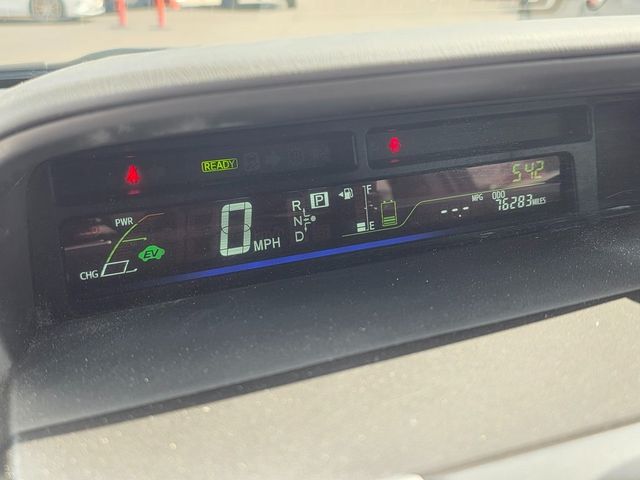 READY
5:42
PWR
CHG
EV
0 MPH
R
N
D
P
F
E
MPG
ODO
76283 MILES